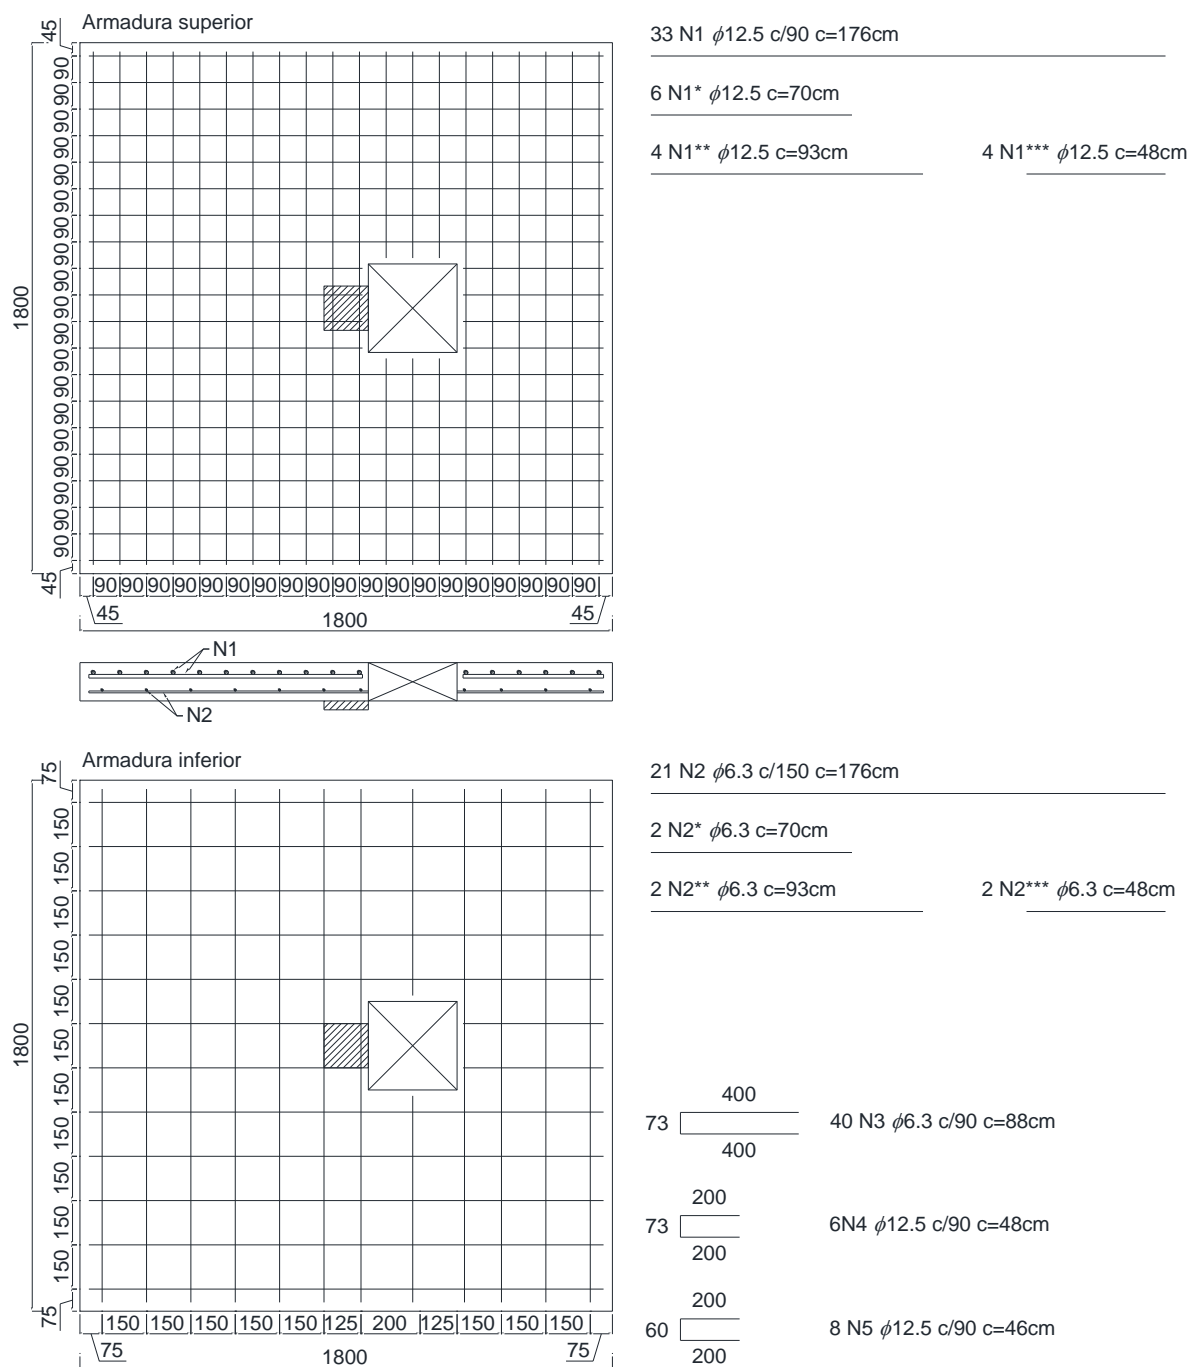 Armadura superior
45
90 90 90 90 90 90 90 90 90 90 90 90 90 90 90 90 90 90 90
45
1800
90 90 90 90 90 90 90 90 90 90 90 90 90 90 90 90 90 90 90
45
45
1800
33 N1 ϕ12.5 c/90 c=176cm
6 N1* ϕ12.5 c=70cm
4 N1** ϕ12.5 c=93cm
4 N1*** ϕ12.5 c=48cm
N1
N2
Armadura inferior
75
150 150 150 150 150 150 150 150 150 150 150
75
1800
150 150 150 150 150 125 200 125 150 150 150
75
75
1800
21 N2 ϕ6.3 c/150 c=176cm
2 N2* ϕ6.3 c=70cm
2 N2** ϕ6.3 c=93cm
2 N2*** ϕ6.3 c=48cm
400
73
40 N3 ϕ6.3 c/90 c=88cm
400
200
73
6N4 ϕ12.5 c/90 c=48cm
200
200
60
8 N5 ϕ12.5 c/90 c=46cm
200